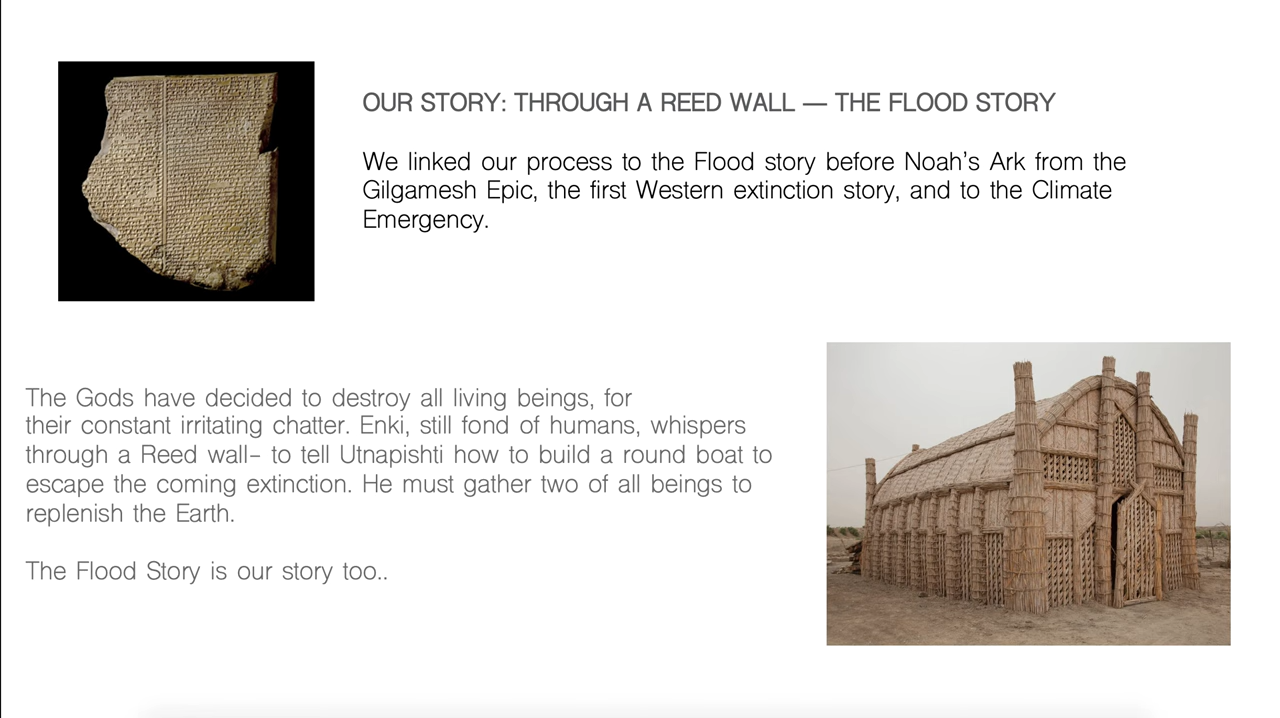 OUR STORY: THROUGH A REED WALL — THE FLOOD STORY
We linked our process to the Flood story before Noah's Ark from the
Gilgamesh Epic, the first Western extinction story, and to the Climate
Emergency.
The Gods have decided to destroy all living beings, for
their constant irritating chatter. Enki, still fond of humans, whispers
through a Reed wall– to tell Utnapishti how to build a round boat to
escape the coming extinction. He must gather two of all beings to
replenish the Earth.
The Flood Story is our story too..